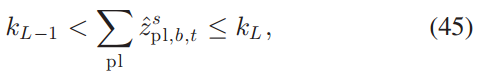 $k_{L-1} < \sum_{\text{pl}} \hat{z}^{s}_{\text{pl},b,t} \leq k_{L},$ (45)